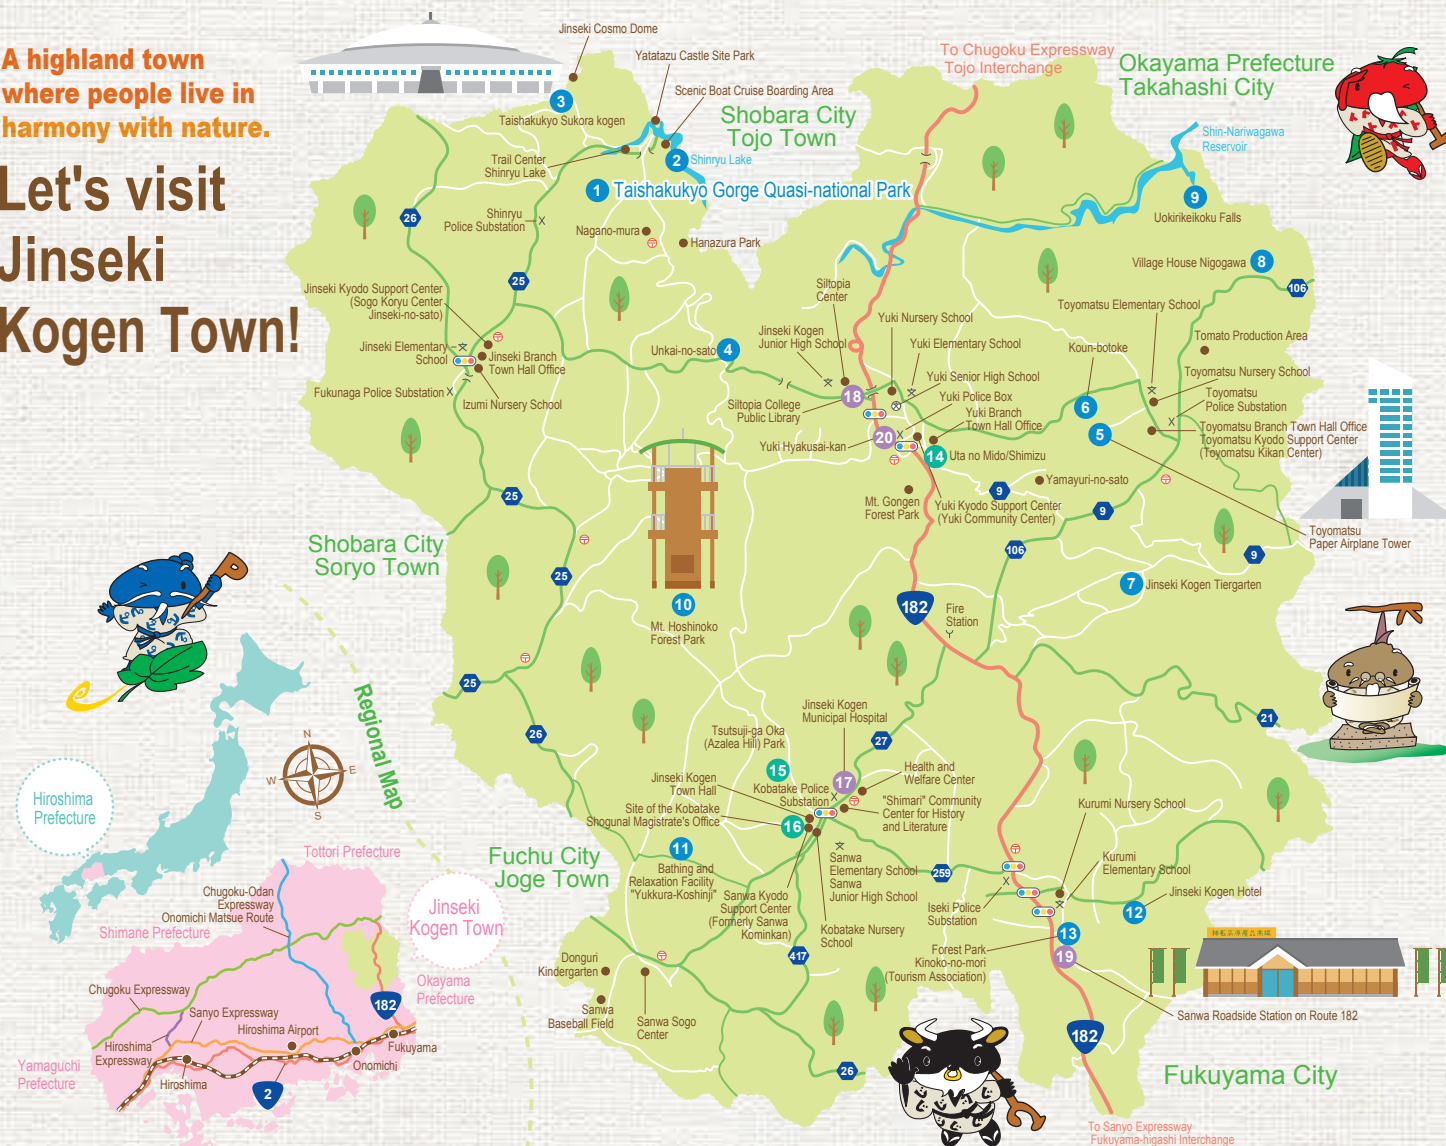 A highland town
where people live in
harmony with nature.
Let's visit
Jinseki
Kogen Town!
Jinseki Cosmo Dome
Yatatazu Castle Site Park
Scenic Boat Cruise Boarding Area
3
Taishakukyo Sukora kogen
Shobara City
Tojo Town
To Chugoku Expressway
Tojo Interchange
Okayama Prefecture
Takahashi City
Shin-Nariwagawa
Reservoir
Trail Center
Shinryu Lake
2
Shinryu Lake
1
Taishakukyo Gorge Quasi-national Park
9
Uokirikeikoku Falls
26
Shinryu
Police Substation
Nagano-mura
Hanazura Park
Village House Nigogawa
8
106
25
Jinseki Kyodo Support Center
(Sogo Koryu Center
Jinseki-no-sato)
Siltopia
Center
Toyomatsu Elementary School
Yuki Nursery School
Jinseki Kogen
Junior High School
Yuki Elementary School
Tomato Production Area
Koun-botoke
Jinseki Elementary
School
Jinseki Branch
Town Hall Office
Unkai-no-sato
4
Toyomatsu Nursery School
Yuki Senior High School
Fukunaga Police Substation
Izumi Nursery School
18
Siltopia College
Public Library
Yuki Police Box
Yuki Branch
Town Hall Office
6
Toyomatsu
Police Substation
5
Toyomatsu Branch Town Hall Office
Toyomatsu Kyodo Support Center
(Toyomatsu Kikan Center)
Yuki Hyakusai-kan
20
14
Uta no Mido/Shimizu
Yamayuri-no-sato
9
Mt. Gongen
Forest Park
Yuki Kyodo Support Center
(Yuki Community Center)
9
25
Toyomatsu
Paper Airplane Tower
Shobara City
Soryo Town
106
9
25
7
Jinseki Kogen Tiergarten
10
Mt. Hoshinoko
Forest Park
182
Fire
Station
25
26
Regional Map
21
Jinseki Kogen
Municipal Hospital
Tsutsuji-ga Oka
(Azalea Hill) Park
27
N
W
E
S
15
17
Health and
Welfare Center
Jinseki Kogen
Town Hall
Kobatake Police
Substation
Hiroshima
Prefecture
Site of the Kobatake
Shogunal Magistrate's Office
16
"Shimari" Community
Center for History
and Literature
Kurumi Nursery School
Fuchu City
Joge Town
11
Bathing and
Relaxation Facility
"Yukkura-Koshinji"
Sanwa
Elementary School
Sanwa
Junior High School
259
Kurumi
Elementary School
Tottori Prefecture
Jinseki Kogen Hotel
Sanwa Kyodo
Support Center
(Formerly Sanwa
Kominkan)
Iseki Police
Substation
12
Chugoku-Odan
Expressway
Onomichi Matsue Route
Jinseki
Kogen Town
Kobatake Nursery
School
13
Shimane Prefecture
Forest Park
Kinoko-no-mori
(Tourism Association)
19
417
Donguri
Kindergarten
Chugoku Expressway
Okayama
Prefecture
Sanwa
Baseball Field
Sanwa Sogo
Center
Sanwa Roadside Station on Route 182
182
Sanyo Expressway
Hiroshima Airport
Hiroshima
Expressway
Fukuyama
Onomichi
182
Yamaguchi
Prefecture
Hiroshima
2
26
Fukuyama City
To Sanyo Expressway
Fukuyama-higashi Interchange